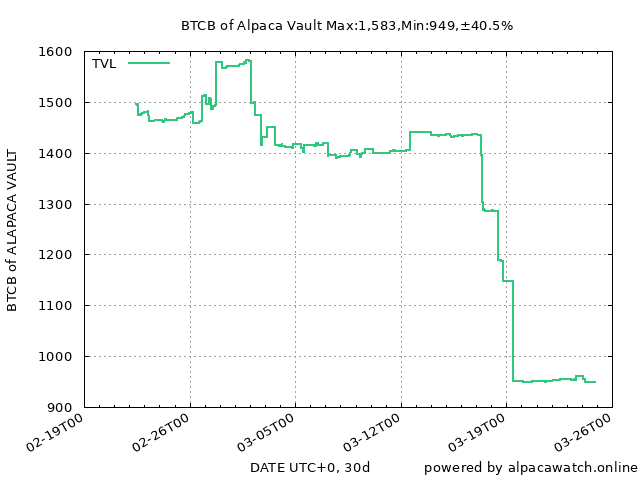 BTCB of Alpaca Vault Max:1,583,Min:949,±40.5%
TVL
1600
1500
1400
1300
1200
1100
1000
900
BTCB of ALAPACA VAULT
02-19T00
02-26T00
03-05T00
03-12T00
03-19T00
03-26T00
DATE UTC+0, 30d
powered by alpacawatch.online